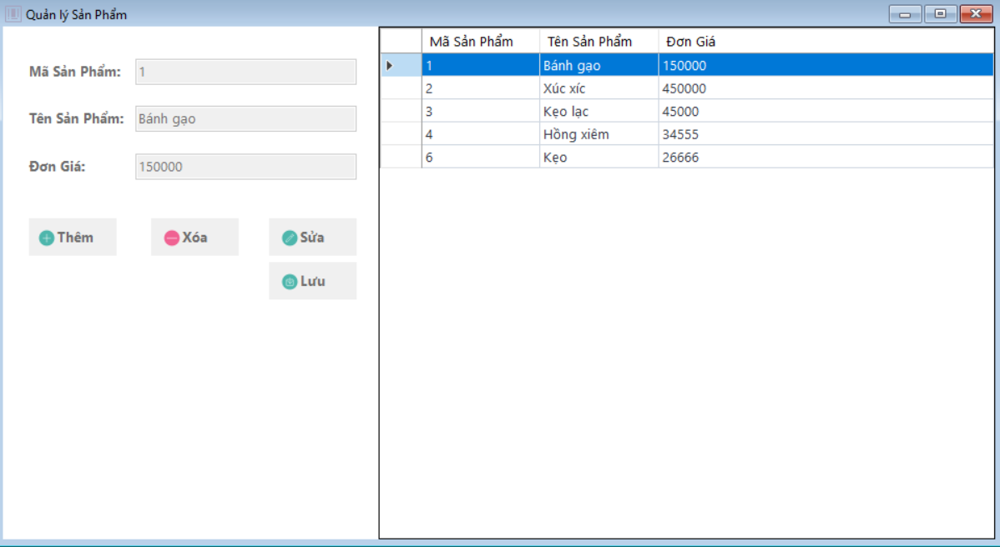 Quản lý Sản Phẩm
Mã Sản Phẩm: 1
Tên Sản Phẩm: Bánh gạo
Đơn Giá: 150000
Thêm Xóa Sửa
Lưu
Mã Sản Phẩm Tên Sản Phẩm Đơn Giá
1 Bánh gạo 150000
2 Xúc xíc 450000
3 Kẹo lạc 45000
4 Hồng xiêm 34555
6 Kẹo 26666